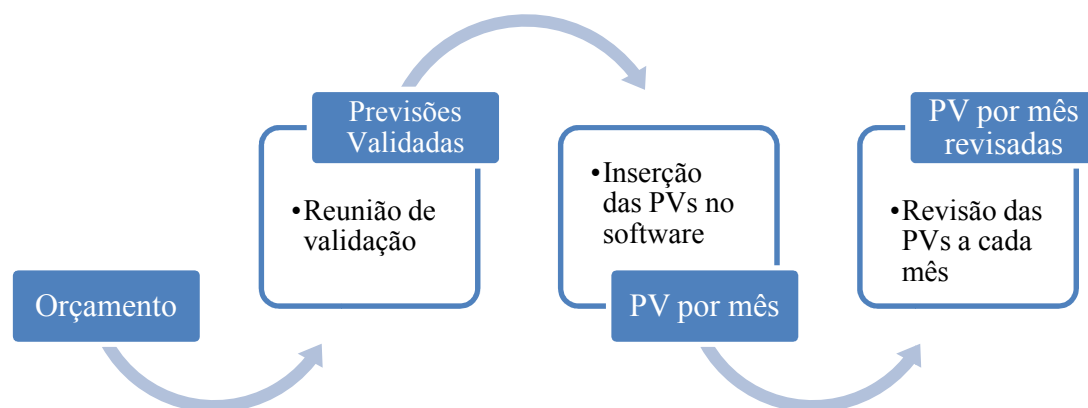 Orçamento
Previsões
Validadas
•Reunião de
validação
•Inserção
das PVs no
software
PV por mês
PV por mês
revisadas
•Revisão das
PVs a cada
mês